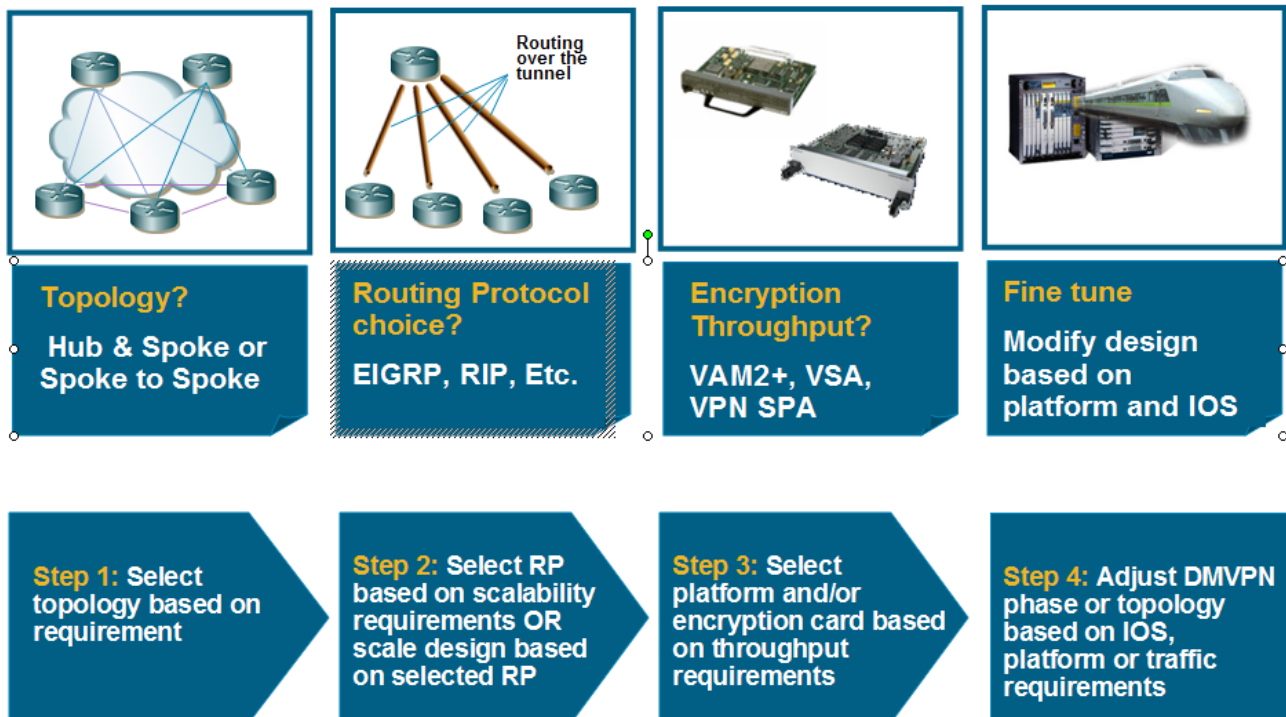 Routing
over the
tunnel
Topology?
Hub & Spoke or
Spoke to Spoke
Routing Protocol
choice?
EIGRP, RIP, Etc.
Encryption
Throughput?
VAM2+, VSA,
VPN SPA
Fine tune
Modify design
based on
platform and IOS
Step 1: Select
topology based on
requirement
Step 2: Select RP
based on scalability
requirements OR
scale design based
on selected RP
Step 3: Select
platform and/or
encryption card based
on throughput
requirements
Step 4: Adjust DMVPN
phase or topology
based on IOS,
platform or traffic
requirements